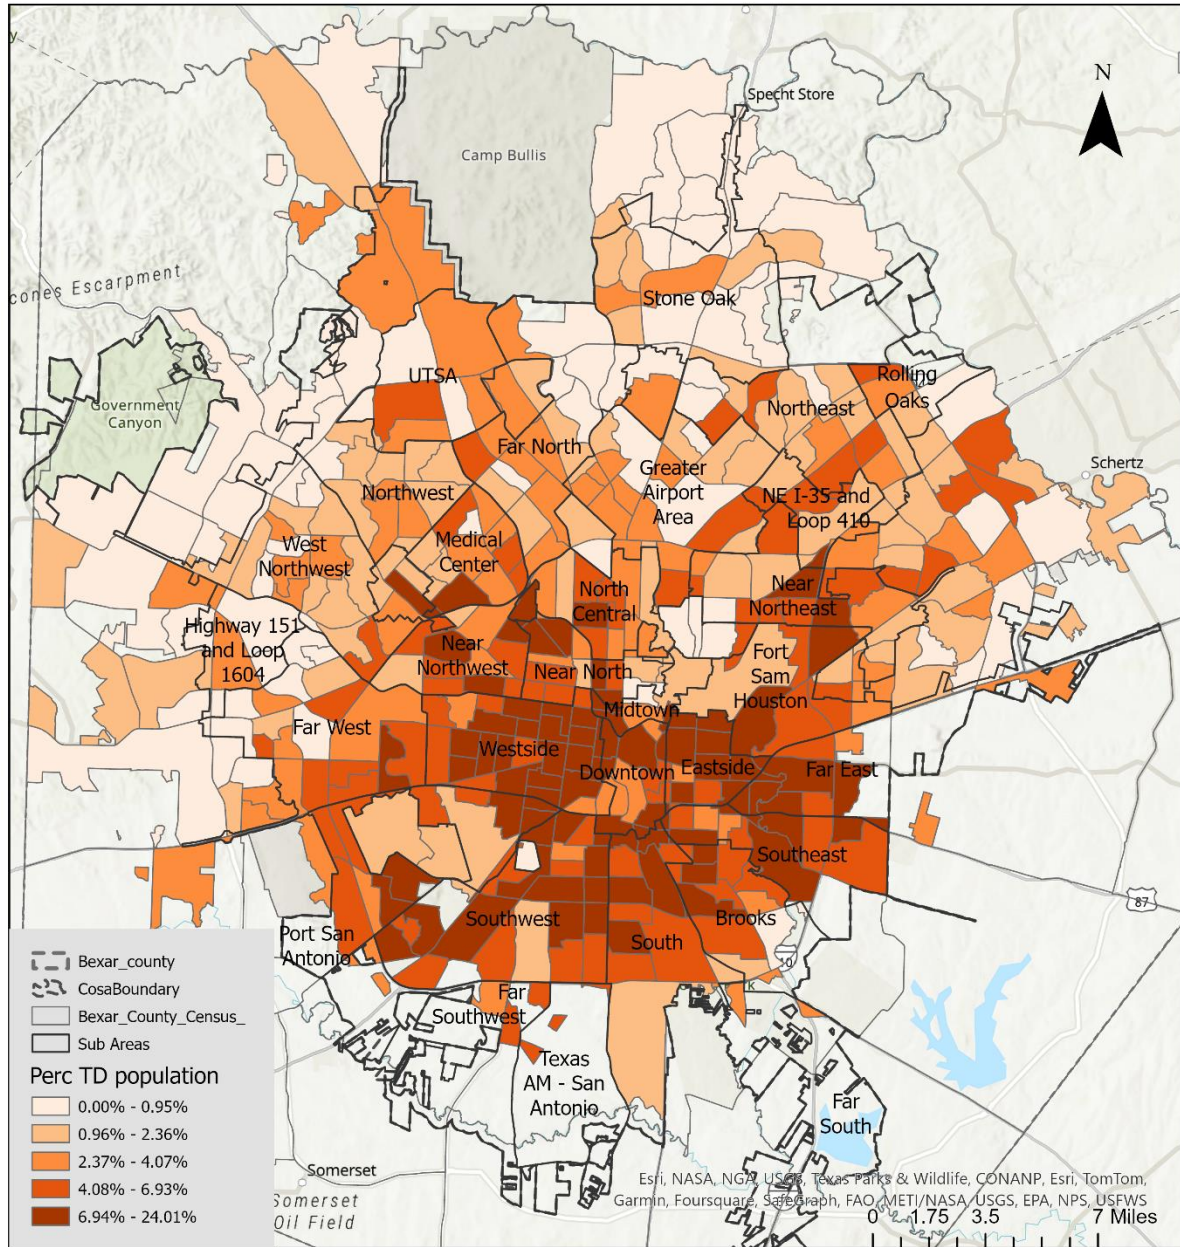 Specht Store
N
Camp Bullis
cones Escarpment
Stone Oak
Government
Canyon
UTSA
Rolling
Oaks
Northeast
Far North
Greater
Airport
Area
Schertz
Northwest
NE I-35 and
Loop 410
West
Northwest
Medical
Center
North
Central
Near
Northeast
Highway 151
and Loop
1604
Near
Northwest
Near North
Fort
Sam
Houston
Midtown
Far West
Westside
Downtown
Eastside
Far East
Southeast
87
Port San
Antonio
Southwest
South
Brooks
Far
Southwest
Texas
AM - San
Antonio
Far
South
Bexar_county
CosaBoundary
Bexar_County_Census_
Sub Areas
Perc TD population
0.00% - 0.95%
0.96% - 2.36%
2.37% - 4.07%
4.08% - 6.93%
6.94% - 24.01%
Somerset
Somerset
Oil Field
Esri, NASA, NGA, USGS, Texas Parks & Wildlife, CONANP, Esri, TomTom,
Garmin, Foursquare, SafeGraph, FAO, METI/NASA, USGS, EPA, NPS, USFWS
0 1.75 3.5 7 Miles